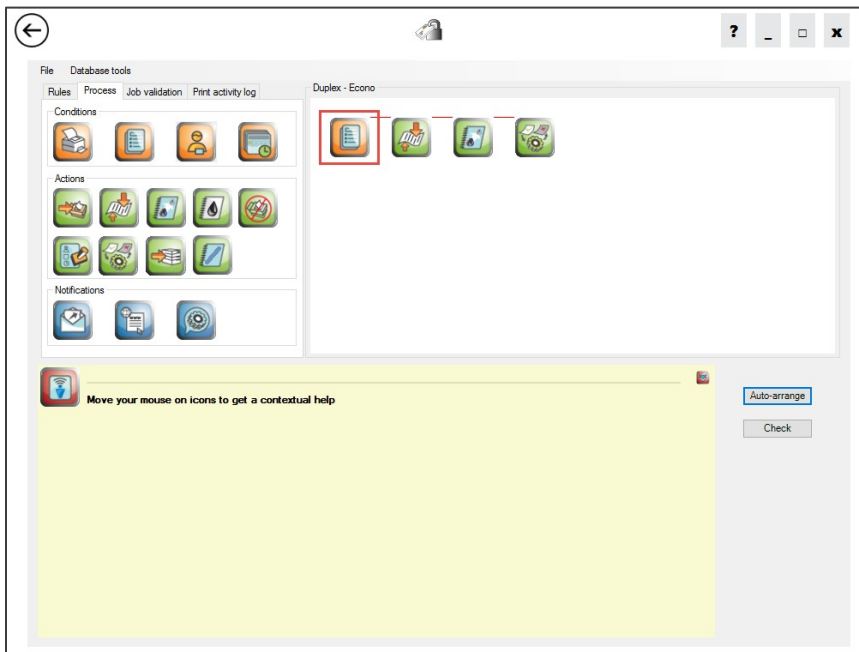 ? _ □ x
File Database tools
Rules Process Job validation Print activity log
Duplex - Econo
Conditions
Actions
Notifications
Move your mouse on icons to get a contextual help
Auto-arrange
Check